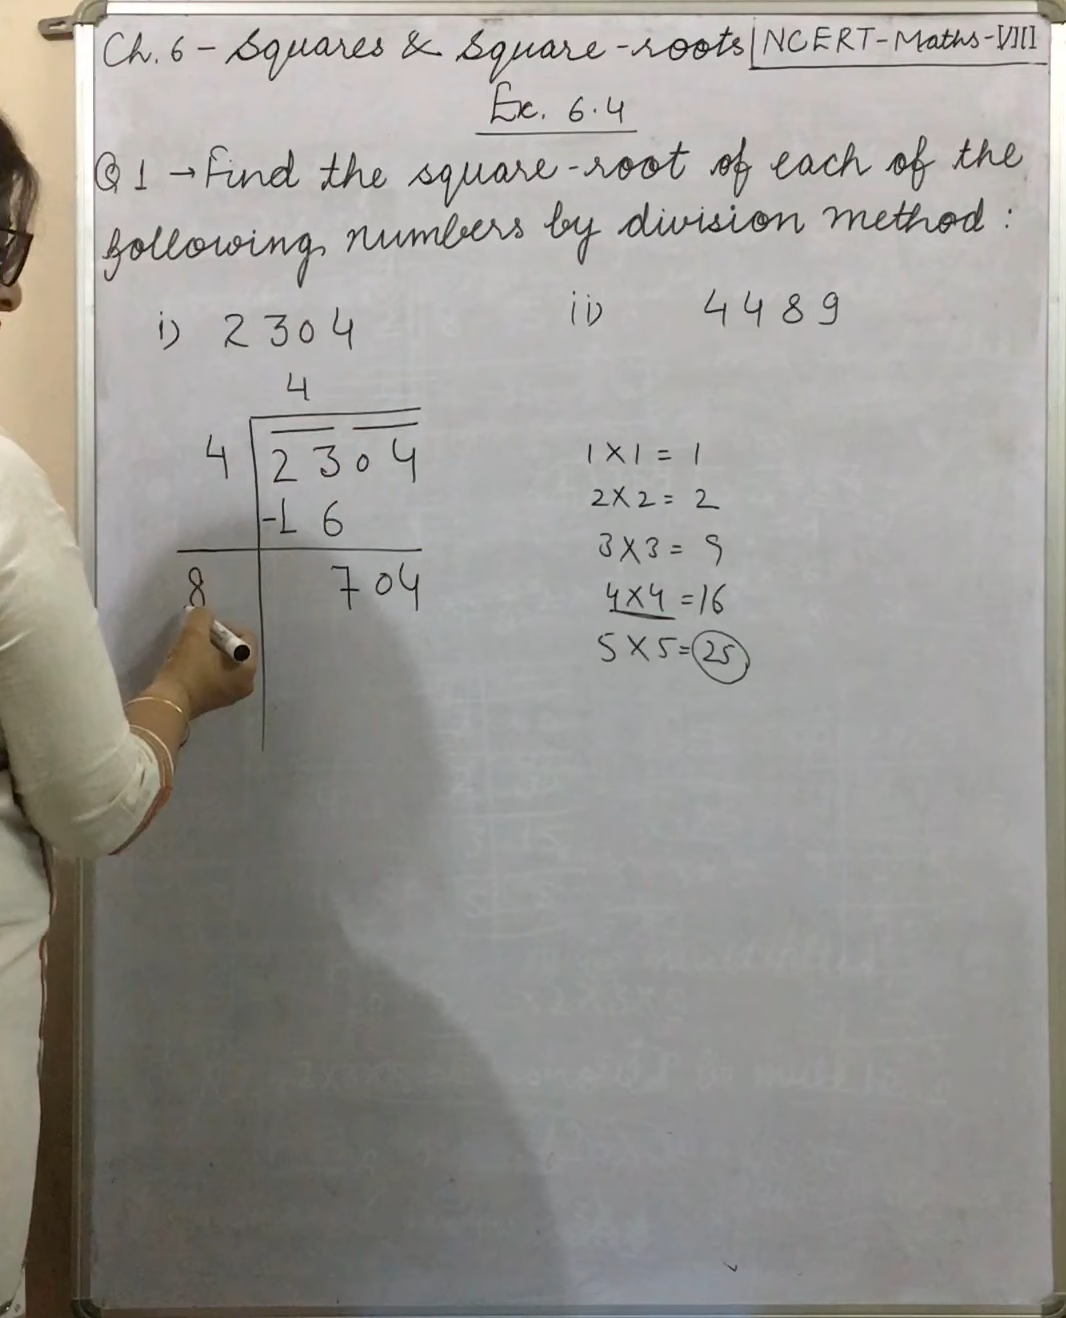 Ch. 6 - Squares & Square-roots | NCERT-Maths-VIII
Ex. 6.4
Q1 → Find the square-root of each of the
following numbers by division method :
i) 2304
ii) 4489
4
4 2304
-16
8 704
1×1 = 1
2×2 = 2
3×3 = 9
4×4 = 16
5×5 = 25